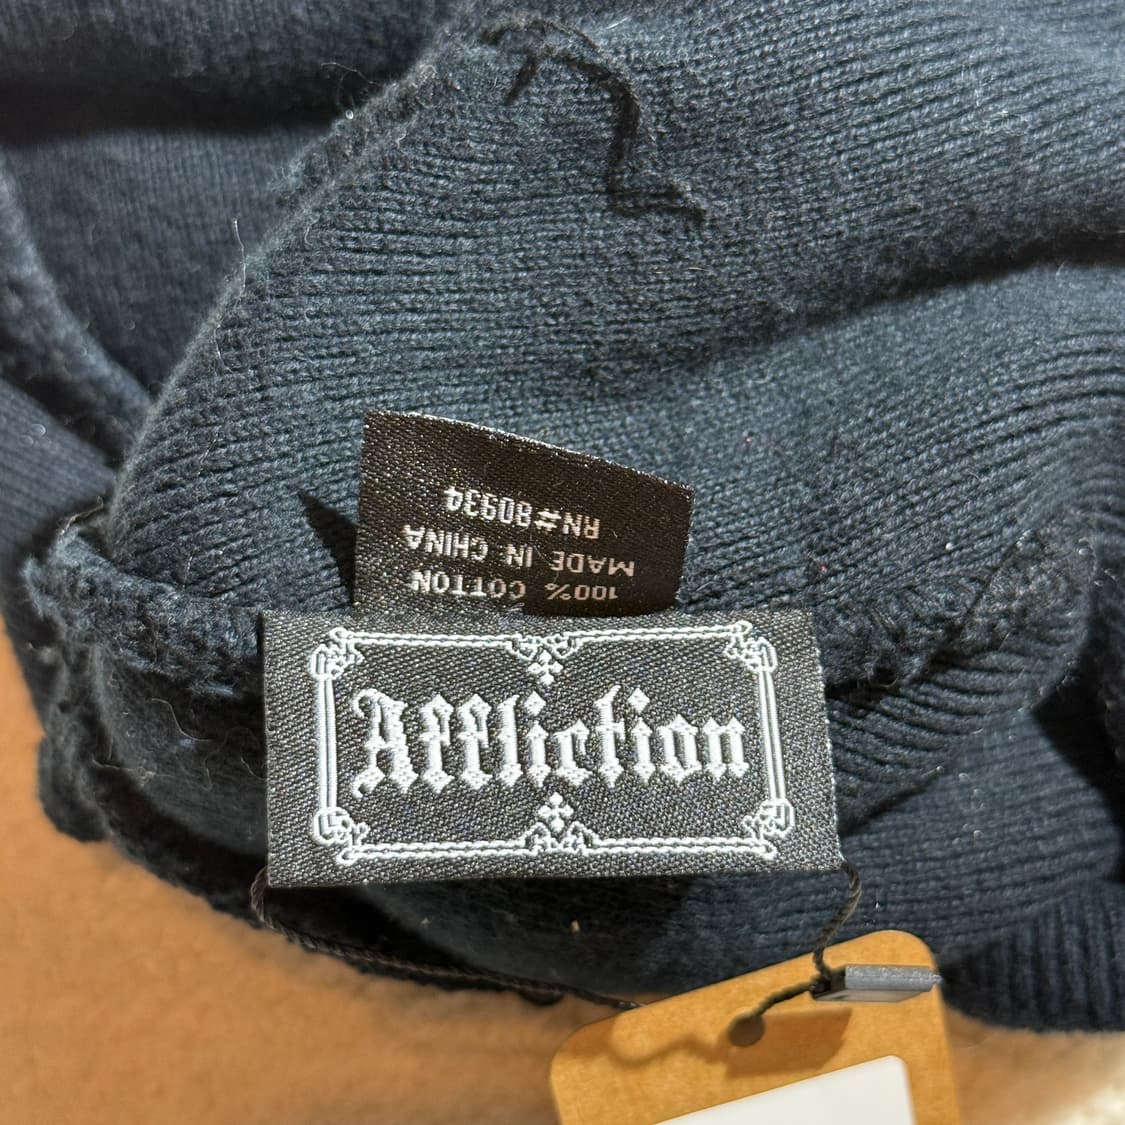 Affliction
100% COTTON
MADE IN CHINA
RN#80934